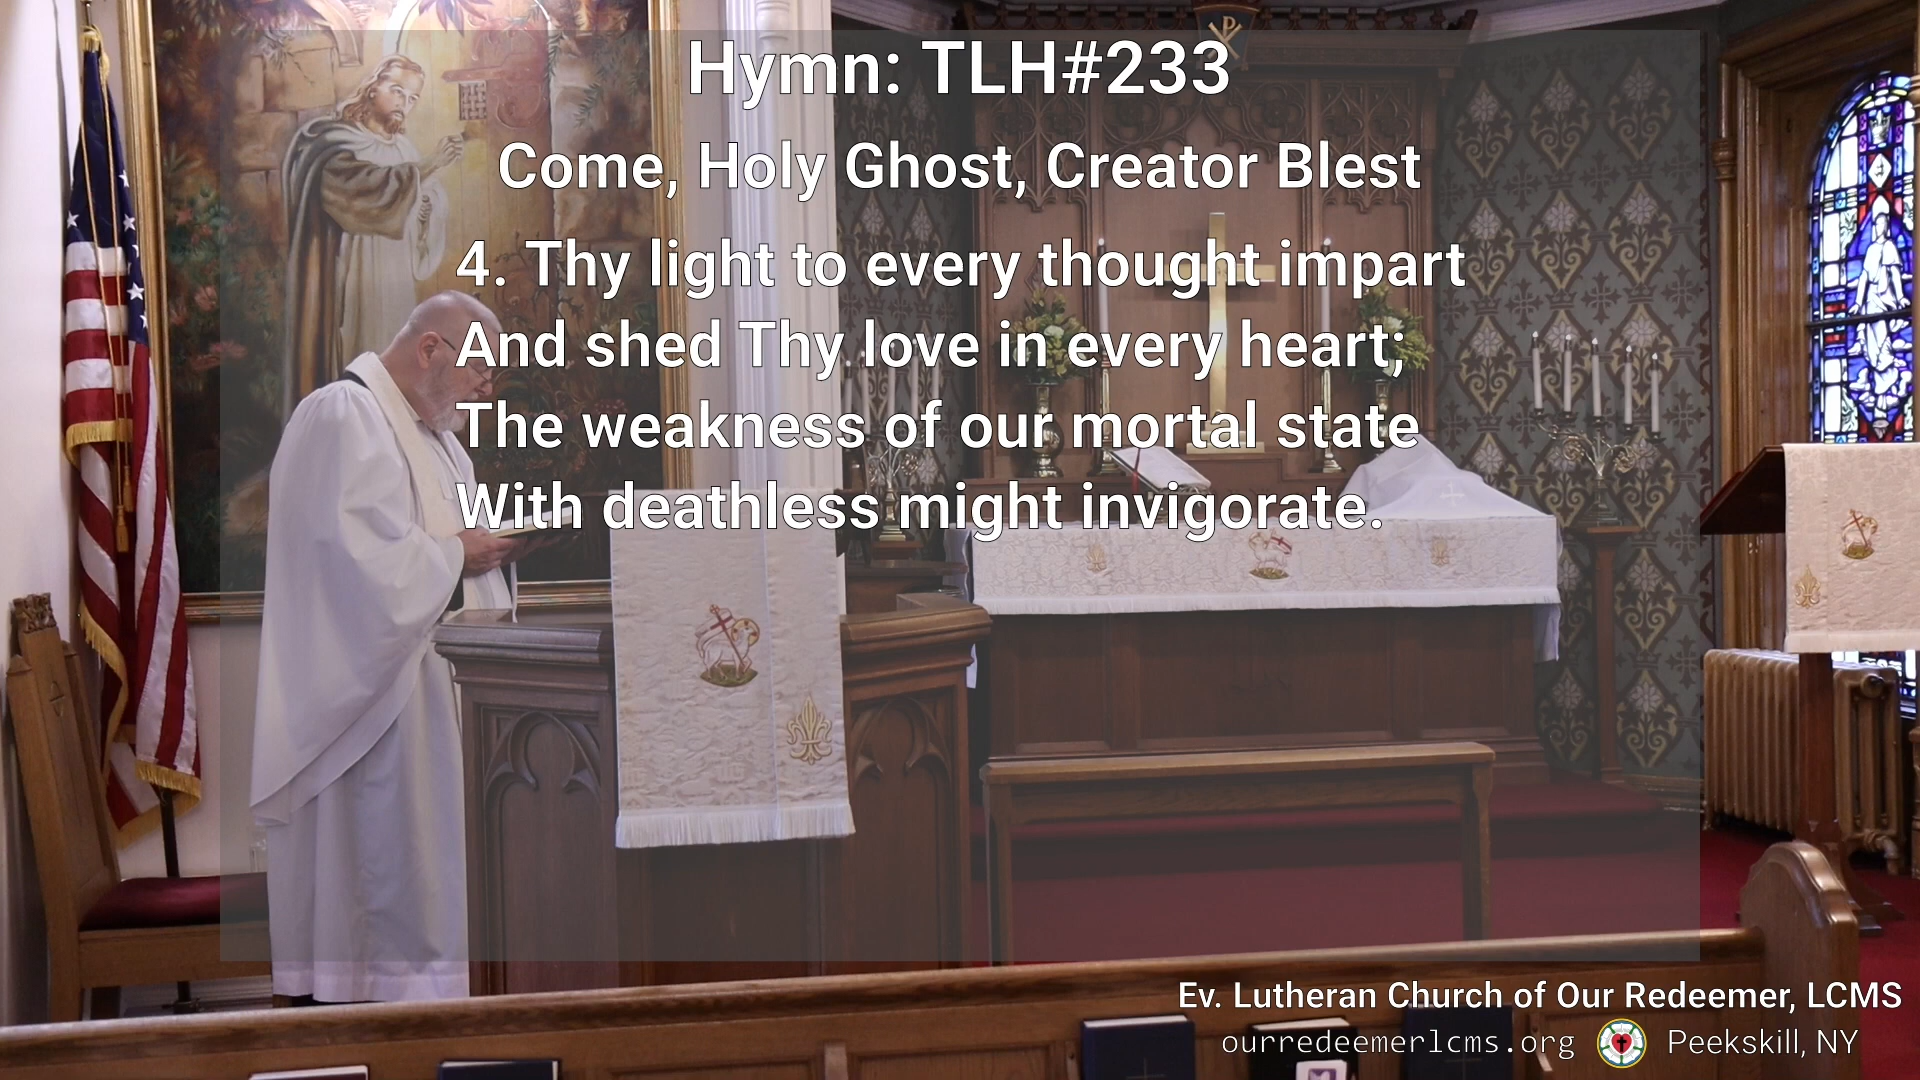 Hymn: TLH#233
Come, Holy Ghost, Creator Blest
4. Thy light to every thought impart
And shed Thy love in every heart;
The weakness of our mortal state
With deathless might invigorate.
Ev. Lutheran Church of Our Redeemer, LCMS
ourredeemerlcms.org Peekskill, NY